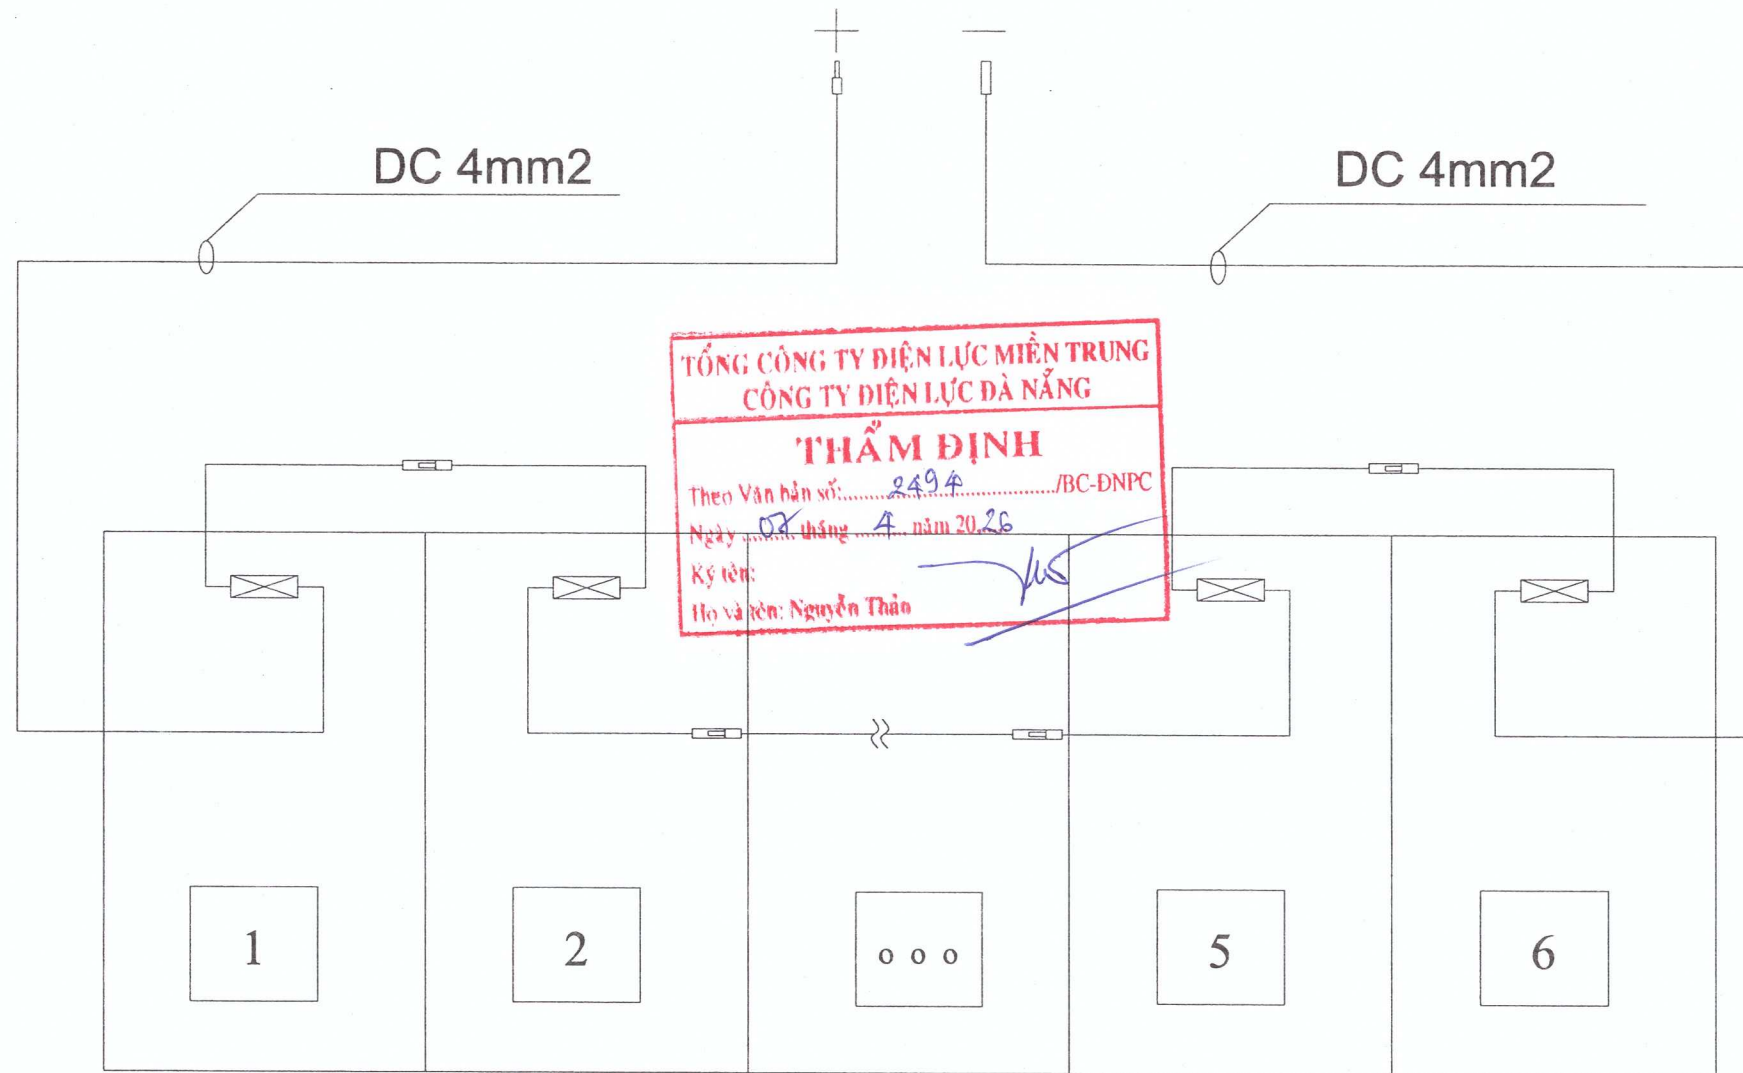 + −
DC 4mm2
DC 4mm2
TỔNG CÔNG TY ĐIỆN LỰC MIỀN TRUNG
CÔNG TY ĐIỆN LỰC ĐÀ NẴNG
THẨM ĐỊNH
Theo Văn bản số:..........2494................/BC-ĐNPC
Ngày ...07... tháng ...4... năm 20.26
Ký tên:
Họ và tên: Nguyễn Thản
1
2
o o o
5
6